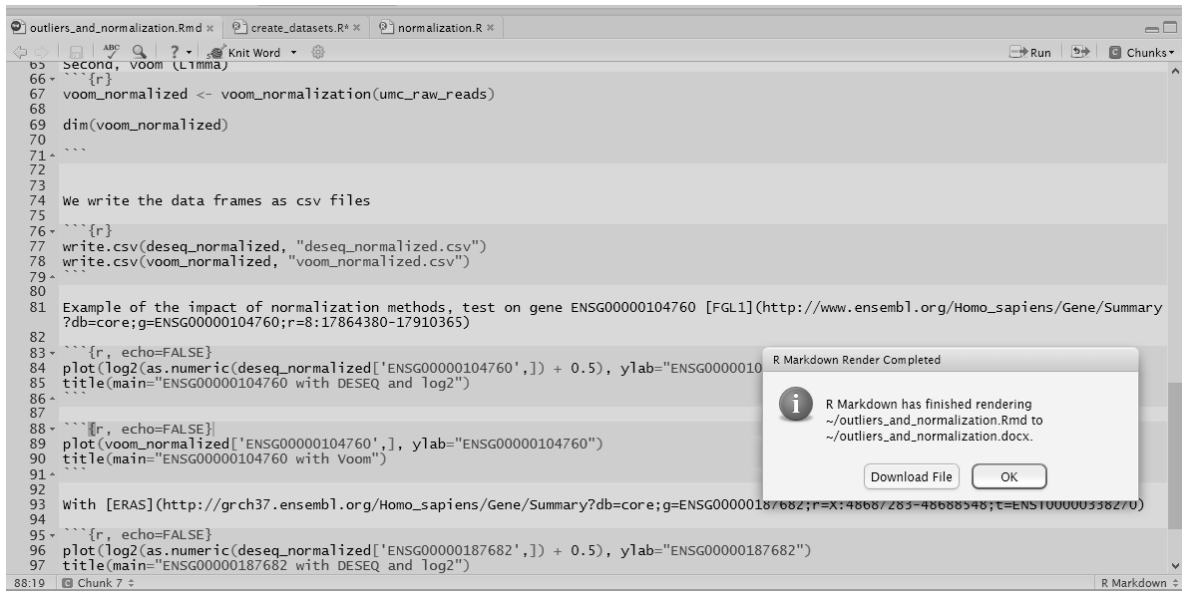 outliers_and_normalization.Rmd × create_datasets.R* × normalization.R ×
ABC ? Knit Word Run Chunks
65 Second, voom (Limma)
66 ```{r}
67 voom_normalized <- voom_normalization(umc_raw_reads)
68
69 dim(voom_normalized)
70
71 ```
72
73
74 We write the data frames as csv files
75
76 ```{r}
77 write.csv(deseq_normalized, "deseq_normalized.csv")
78 write.csv(voom_normalized, "voom_normalized.csv")
79 ```
80
81 Example of the impact of normalization methods, test on gene ENSG00000104760 [FGL1](http://www.ensembl.org/Homo_sapiens/Gene/Summary
?db=core;g=ENSG00000104760;r=8:17864380-17910365)
82
83 ```{r, echo=FALSE}
84 plot(log2(as.numeric(deseq_normalized['ENSG00000104760',]) + 0.5), ylab="ENSG0000010
85 title(main="ENSG00000104760 with DESEQ and log2")
86 ```
87
88 ```{r, echo=FALSE}
89 plot(voom_normalized['ENSG00000104760',], ylab="ENSG00000104760")
90 title(main="ENSG00000104760 with Voom")
91 ```
92
93 With [ERAS](http://grch37.ensembl.org/Homo_sapiens/Gene/Summary?db=core;g=ENSG00000187682;r=X:48687283-48688548;t=ENST00000338270)
94
95 ```{r, echo=FALSE}
96 plot(log2(as.numeric(deseq_normalized['ENSG00000187682',]) + 0.5), ylab="ENSG00000187682")
97 title(main="ENSG00000187682 with DESEQ and log2")
88:19 C Chunk 7 R Markdown
R Markdown Render Completed
R Markdown has finished rendering
~/outliers_and_normalization.Rmd to
~/outliers_and_normalization.docx.
Download File OK